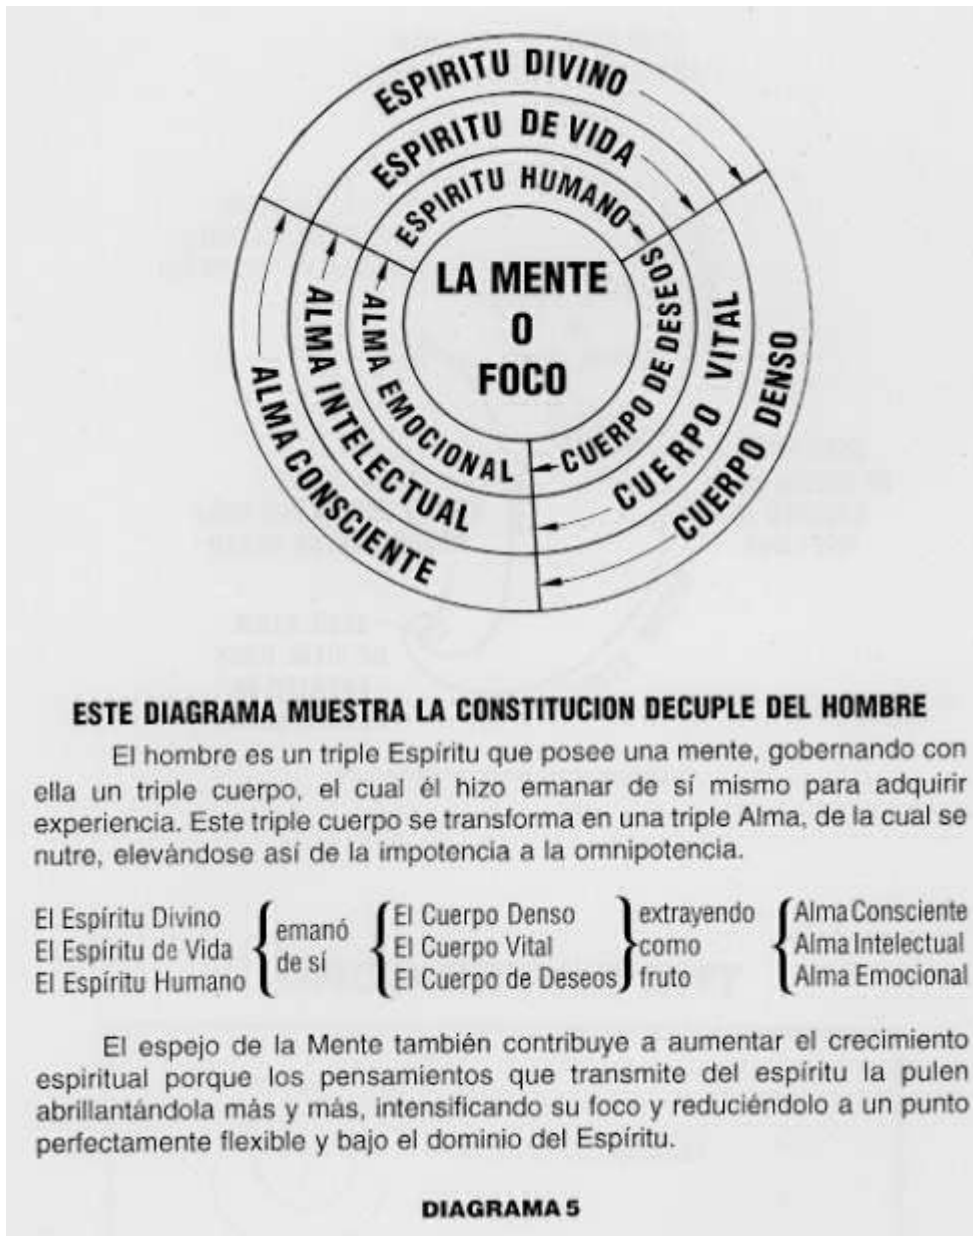 ESPIRITU DIVINO
ESPIRITU DE VIDA
ESPIRITU HUMANO
LA MENTE
O
FOCO
CUERPO DE DESEOS
CUERPO VITAL
CUERPO DENSO
ALMA EMOCIONAL
ALMA INTELECTUAL
ALMA CONSCIENTE
ESTE DIAGRAMA MUESTRA LA CONSTITUCION DECUPLE DEL HOMBRE
El hombre es un triple Espíritu que posee una mente, gobernando con
ella un triple cuerpo, el cual él hizo emanar de sí mismo para adquirir
experiencia. Este triple cuerpo se transforma en una triple Alma, de la cual se
nutre, elevándose así de la impotencia a la omnipotencia.
El Espíritu Divino
El Espíritu de Vida
El Espíritu Humano
emanó
de sí
El Cuerpo Denso
El Cuerpo Vital
El Cuerpo de Deseos
extrayendo
como
fruto
Alma Consciente
Alma Intelectual
Alma Emocional
El espejo de la Mente también contribuye a aumentar el crecimiento
espiritual porque los pensamientos que transmite del espíritu la pulen
abrillantándola más y más, intensificando su foco y reduciéndolo a un punto
perfectamente flexible y bajo el dominio del Espíritu.
DIAGRAMA 5